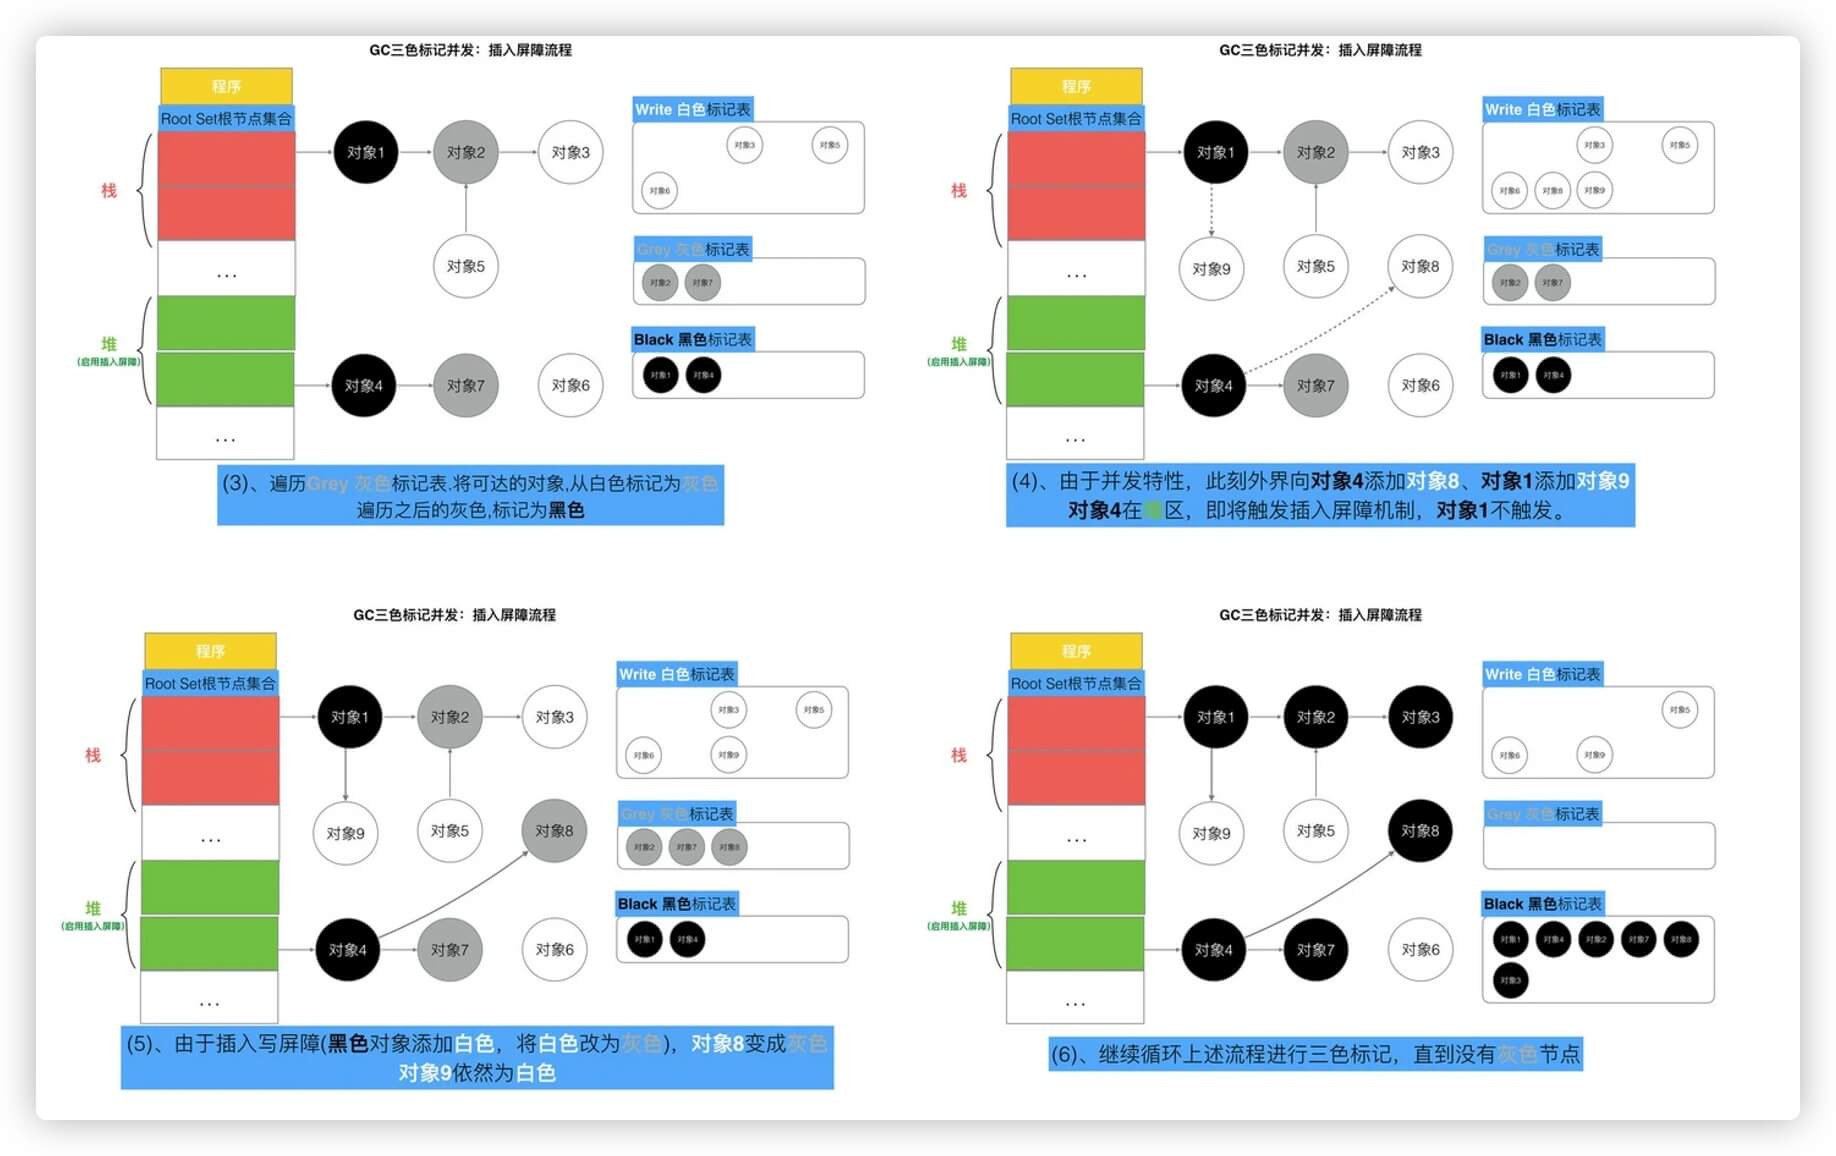 GC三色标记并发：插入屏障流程
程序
Root Set根节点集合
栈
...
堆
(启用插入屏障)
...
对象1
对象2
对象3
对象5
对象4
对象7
对象6
Write 白色标记表
对象3
对象5
对象6
Grey 灰色标记表
对象2
对象7
Black 黑色标记表
对象1
对象4
(3)、遍历Grey 灰色标记表.将可达的对象,从白色标记为灰色
遍历之后的灰色,标记为黑色
GC三色标记并发：插入屏障流程
程序
Root Set根节点集合
栈
...
堆
(启用插入屏障)
...
对象1
对象2
对象3
对象9
对象5
对象8
对象4
对象7
对象6
Write 白色标记表
对象3
对象5
对象6
对象8
对象9
Grey 灰色标记表
对象2
对象7
Black 黑色标记表
对象1
对象4
(4)、由于并发特性，此刻外界向对象4添加对象8、对象1添加对象9
对象4在堆区，即将触发插入屏障机制，对象1不触发。
GC三色标记并发：插入屏障流程
程序
Root Set根节点集合
栈
...
堆
(启用插入屏障)
...
对象1
对象2
对象3
对象9
对象5
对象8
对象4
对象7
对象6
Write 白色标记表
对象3
对象5
对象6
对象9
Grey 灰色标记表
对象2
对象7
对象8
Black 黑色标记表
对象1
对象4
(5)、由于插入写屏障(黑色对象添加白色，将白色改为灰色)，对象8变成灰色
对象9依然为白色
GC三色标记并发：插入屏障流程
程序
Root Set根节点集合
栈
...
堆
(启用插入屏障)
...
对象1
对象2
对象3
对象9
对象5
对象8
对象4
对象7
对象6
Write 白色标记表
对象5
对象6
对象9
Grey 灰色标记表
Black 黑色标记表
对象1
对象4
对象2
对象7
对象8
对象3
(6)、继续循环上述流程进行三色标记，直到没有灰色节点